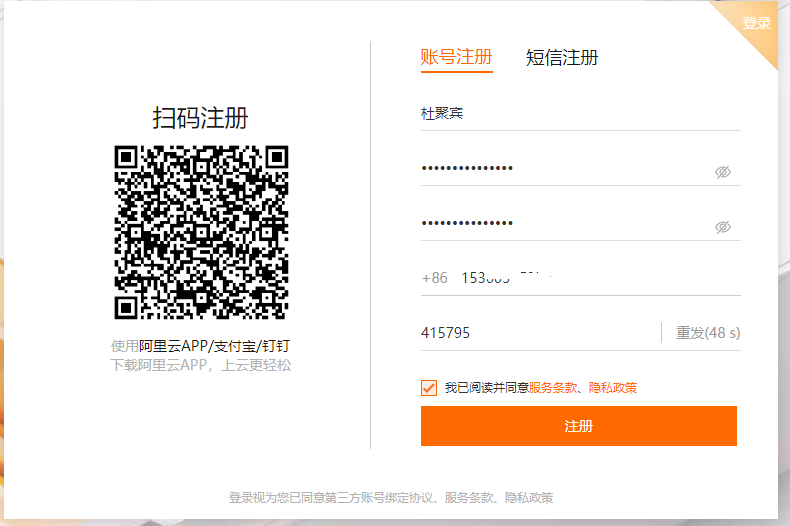 登录
扫码注册
使用阿里云APP/支付宝/钉钉
下载阿里云APP，上云更轻松
账号注册 短信注册
杜聚宾
•••••••••••••••
•••••••••••••••
+86
415795 重发(48 s)
我已阅读并同意服务条款、隐私政策
注册
登录视为您已同意第三方账号绑定协议、服务条款、隐私政策